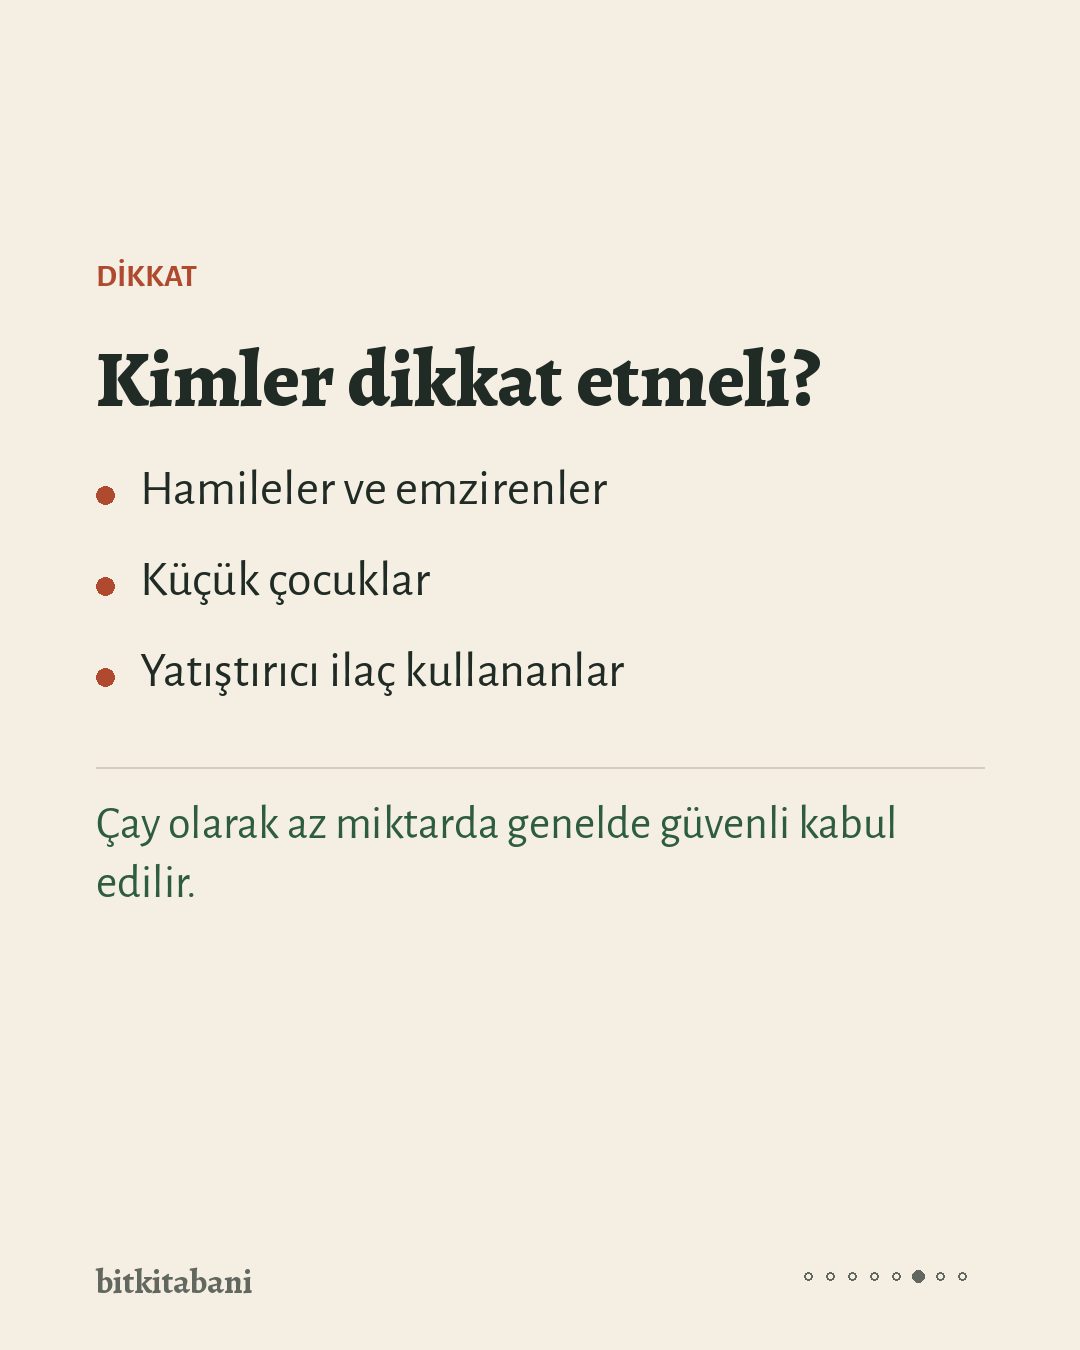 DİKKAT
Kimler dikkat etmeli?
Hamileler ve emzirenler
Küçük çocuklar
Yatıştırıcı ilaç kullananlar
Çay olarak az miktarda genelde güvenli kabul
edilir.
bitkitabani